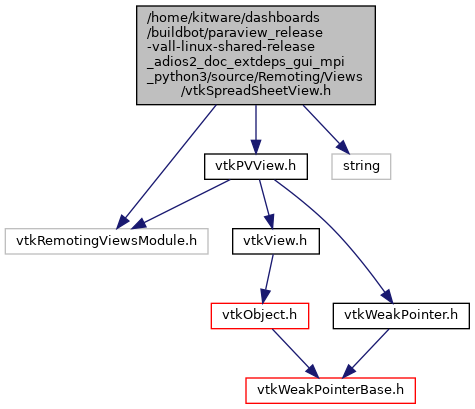 /home/kitware/dashboards
/buildbot/paraview_release
-vall-linux-shared-release
_adios2_doc_extdeps_gui_mpi
_python3/source/Remoting/Views
/vtkSpreadSheetView.h
vtkPVView.h
string
vtkRemotingViewsModule.h
vtkView.h
vtkObject.h
vtkWeakPointer.h
vtkWeakPointerBase.h